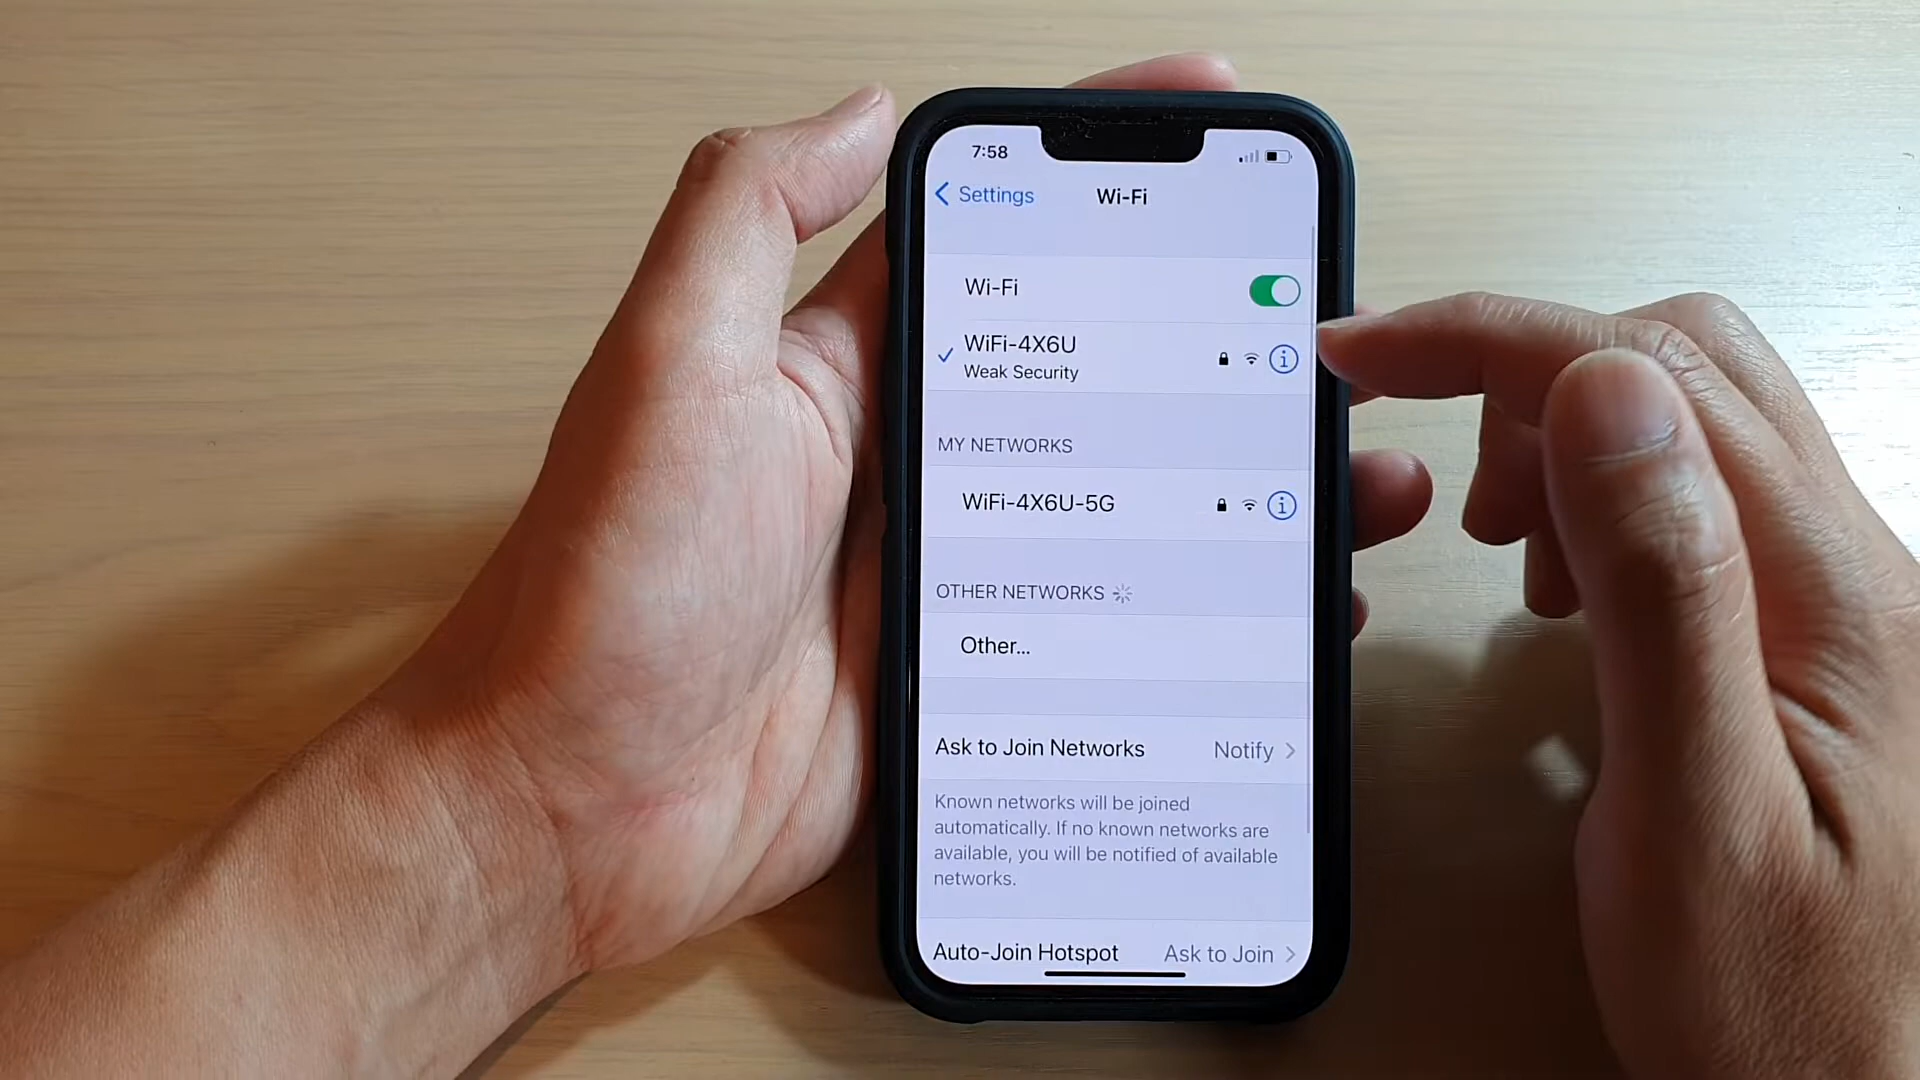 7:58
Settings
Wi-Fi
Wi-Fi
WiFi-4X6U
Weak Security
MY NETWORKS
WiFi-4X6U-5G
OTHER NETWORKS
Other...
Ask to Join Networks Notify
Known networks will be joined
automatically. If no known networks are
available, you will be notified of available
networks.
Auto-Join Hotspot Ask to Join